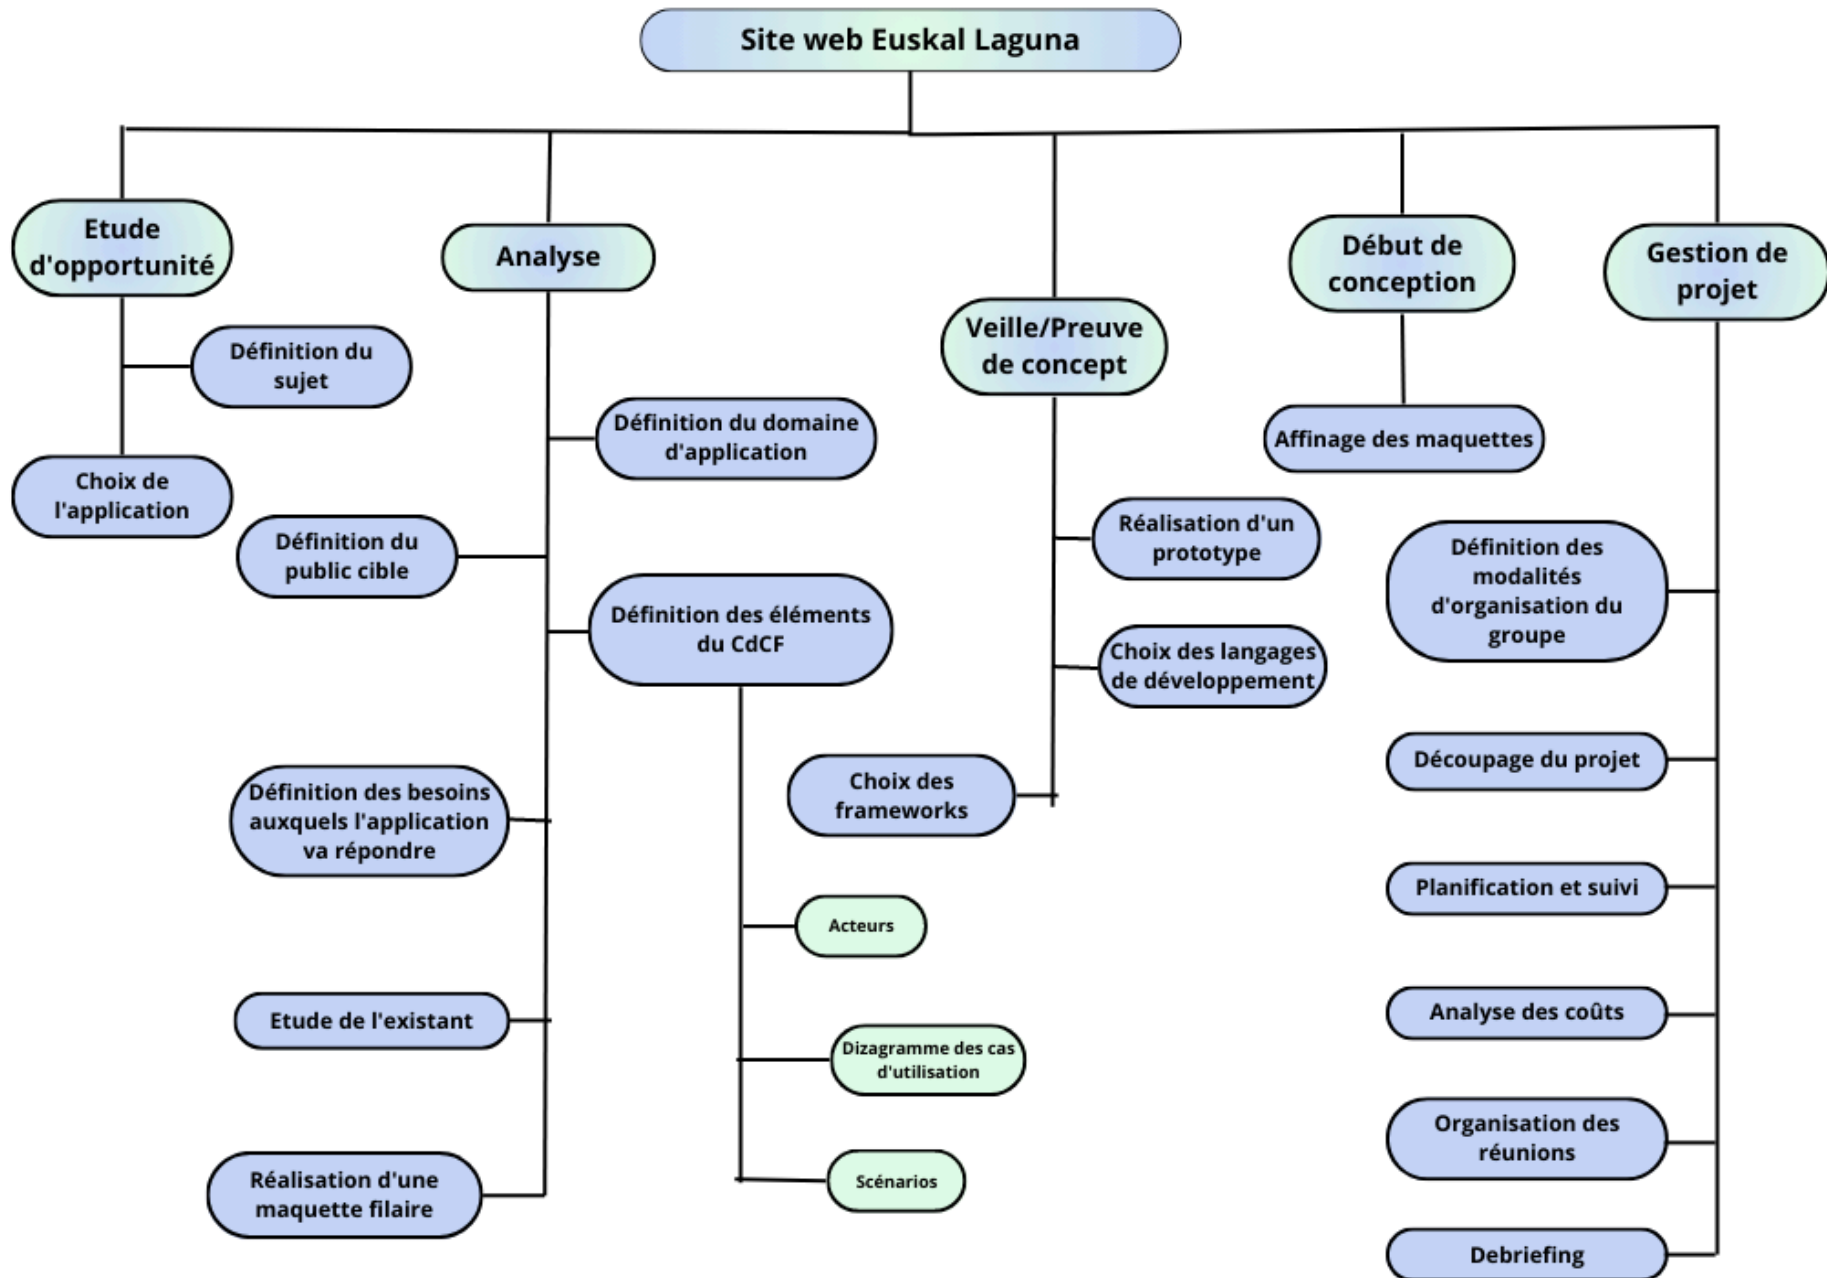 Site web Euskal Laguna
Etude
d'opportunité
Définition du
sujet
Choix de
l'application
Analyse
Définition du domaine
d'application
Définition du
public cible
Définition des éléments
du CdCF
Acteurs
Dizagramme des cas
d'utilisation
Scénarios
Définition des besoins
auxquels l'application
va répondre
Etude de l'existant
Réalisation d'une
maquette filaire
Veille/Preuve
de concept
Réalisation d'un
prototype
Choix des langages
de développement
Choix des
frameworks
Début de
conception
Affinage des maquettes
Gestion de
projet
Définition des
modalités
d'organisation du
groupe
Découpage du projet
Planification et suivi
Analyse des coûts
Organisation des
réunions
Debriefing